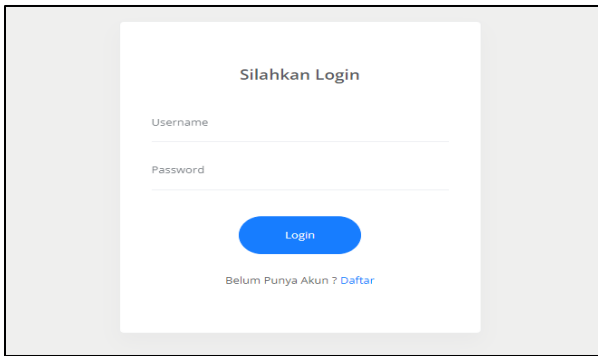 Silahkan Login
Username
Password
Login
Belum Punya Akun ? Daftar